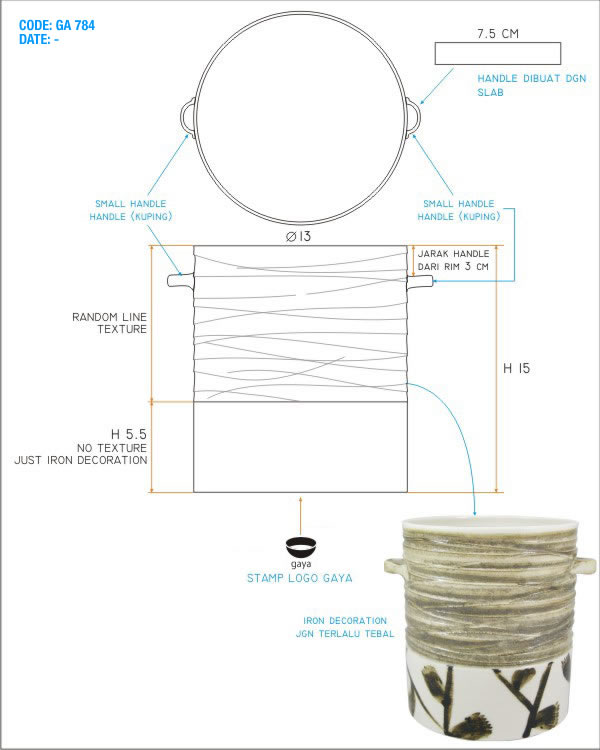 CODE: GA 784
DATE: -
7.5 CM
HANDLE DIBUAT DGN
SLAB
SMALL HANDLE
HANDLE (KUPING)
SMALL HANDLE
HANDLE (KUPING)
Ø13
JARAK HANDLE
DARI RIM 3 CM
RANDOM LINE
TEXTURE
H 15
H 5.5
NO TEXTURE
JUST IRON DECORATION
gaya
STAMP LOGO GAYA
IRON DECORATION
JGN TERLALU TEBAL